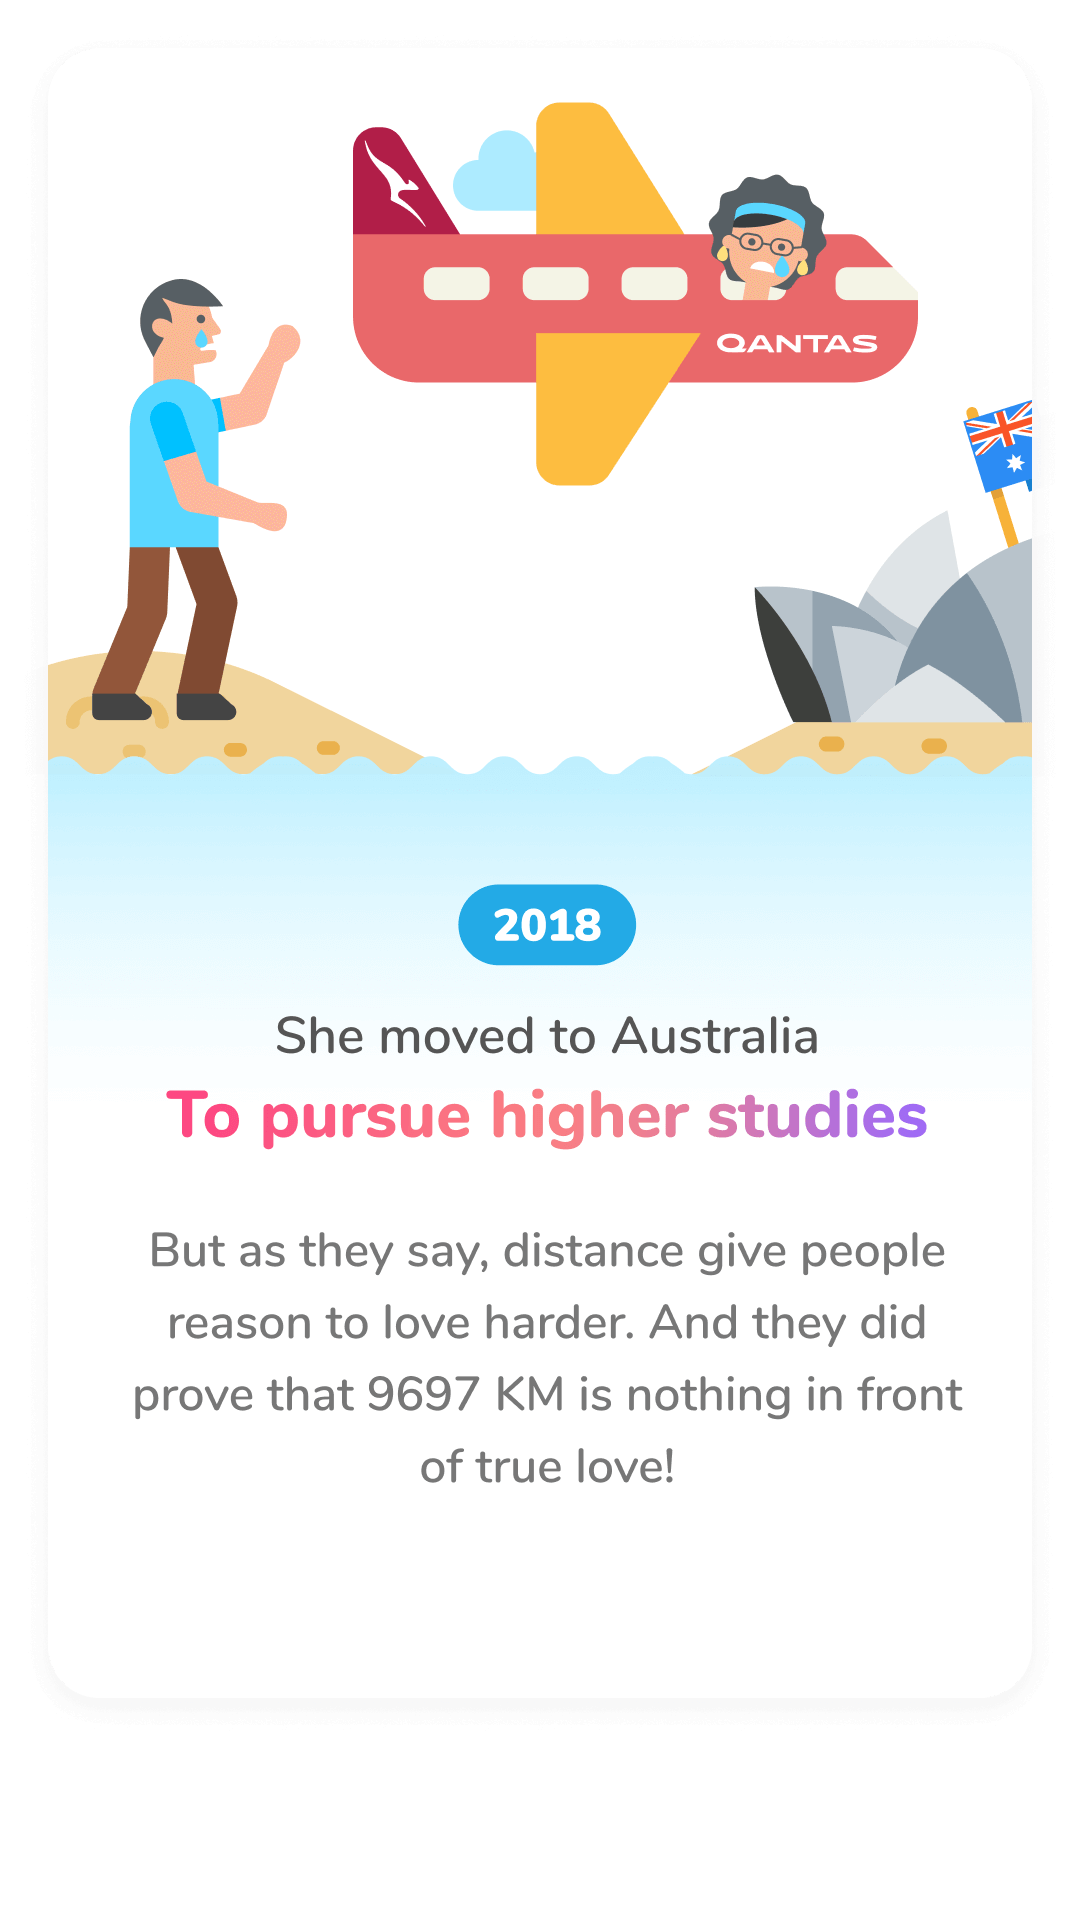 QANTAS
2018
She moved to Australia
To pursue higher studies
But as they say, distance give people
reason to love harder. And they did
prove that 9697 KM is nothing in front
of true love!